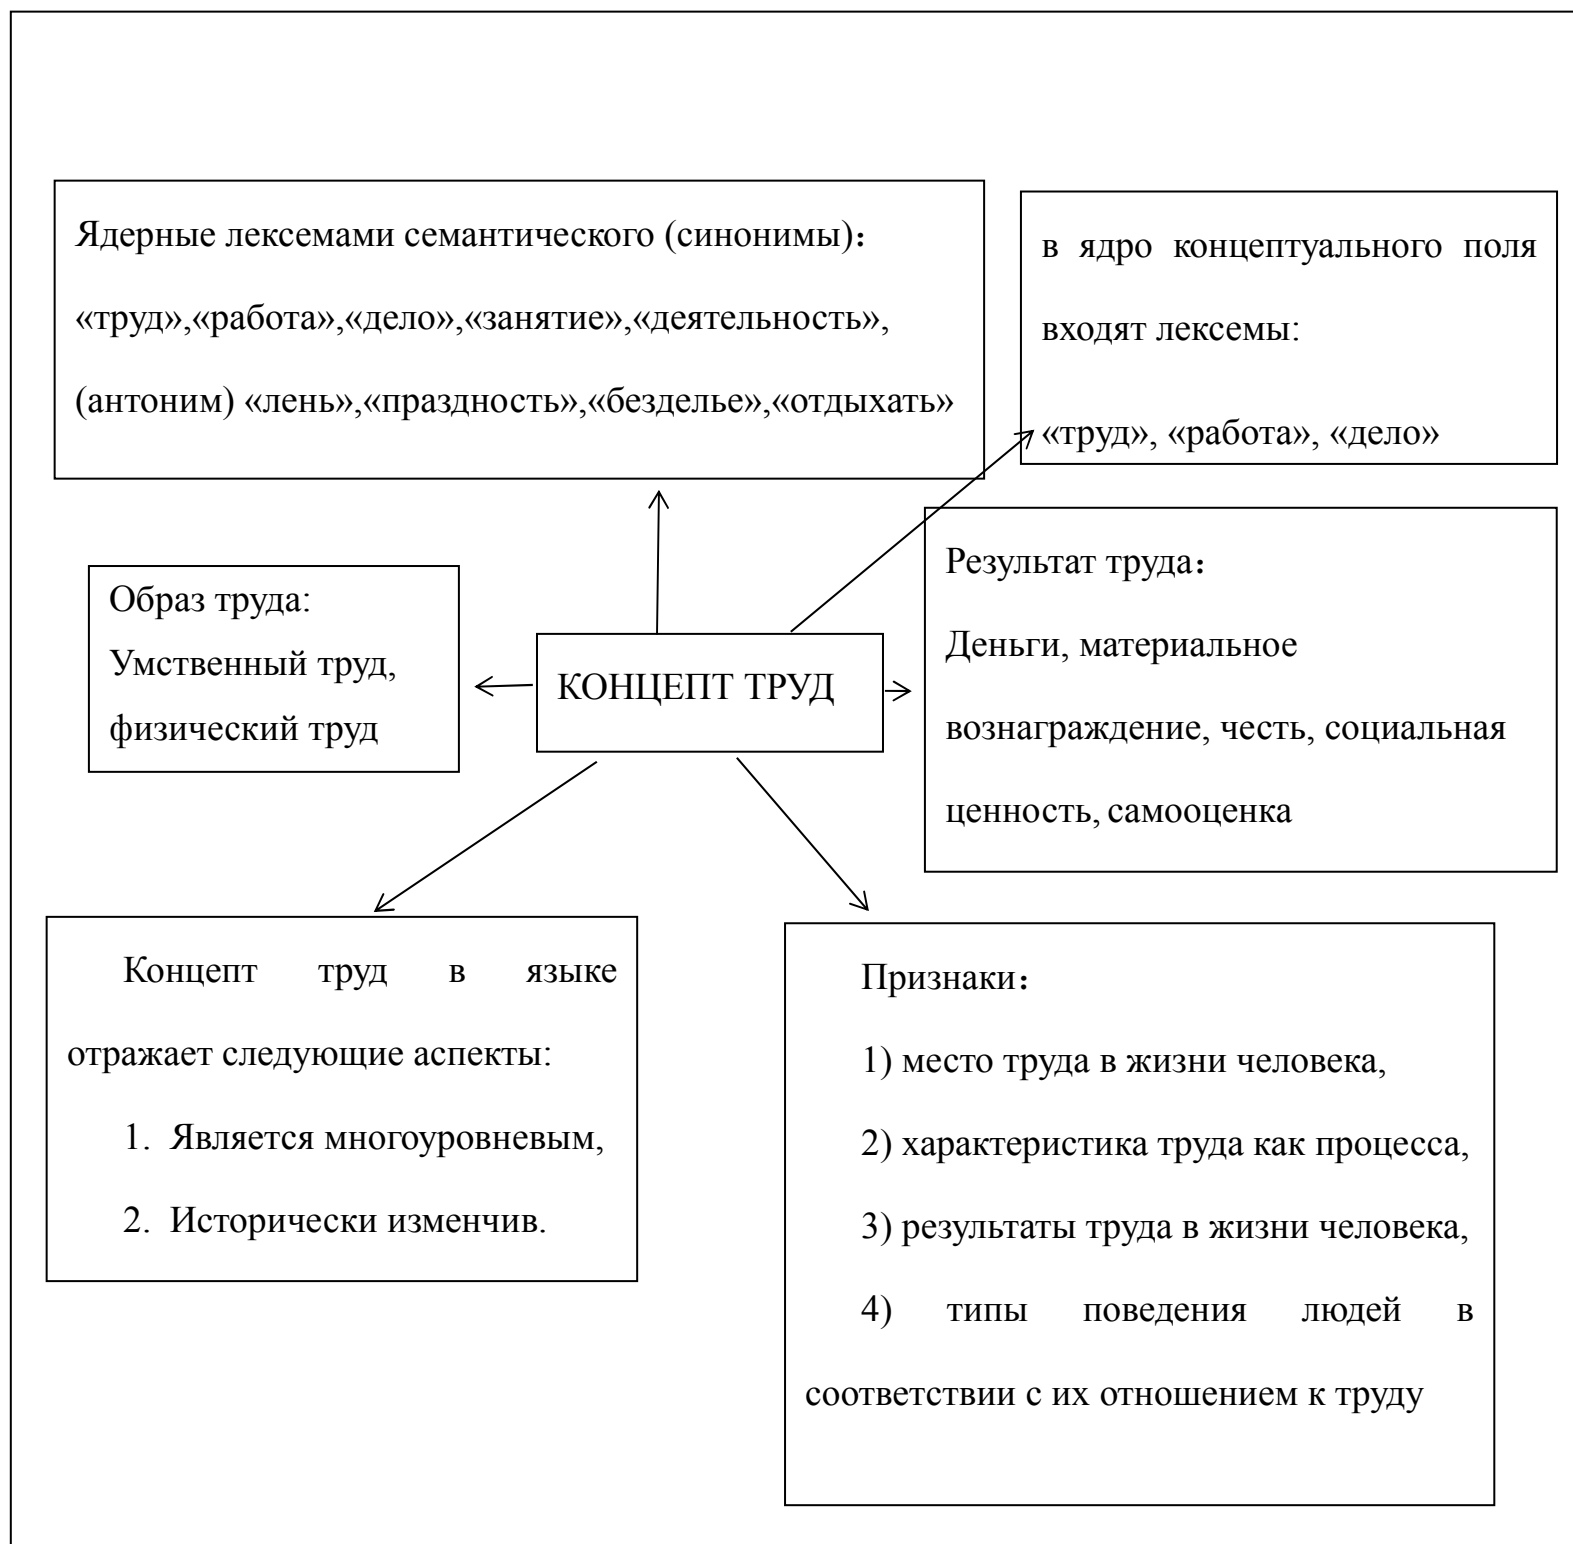 Ядерные лексемами семантического (синонимы)：
«труд»,«работа»,«дело»,«занятие»,«деятельность»,
(антоним) «лень»,«праздность»,«безделье»,«отдыхать»
в ядро концептуального поля
входят лексемы:
«труд», «работа», «дело»
Образ труда:
Умственный труд,
физический труд
КОНЦЕПТ ТРУД
Результат труда：
Деньги, материальное
вознаграждение, честь, социальная
ценность, самооценка
Концепт труд в языке
отражает следующие аспекты:
1. Является многоуровневым,
2. Исторически изменчив.
Признаки：
1) место труда в жизни человека,
2) характеристика труда как процесса,
3) результаты труда в жизни человека,
4) типы поведения людей в
соответствии с их отношением к труду